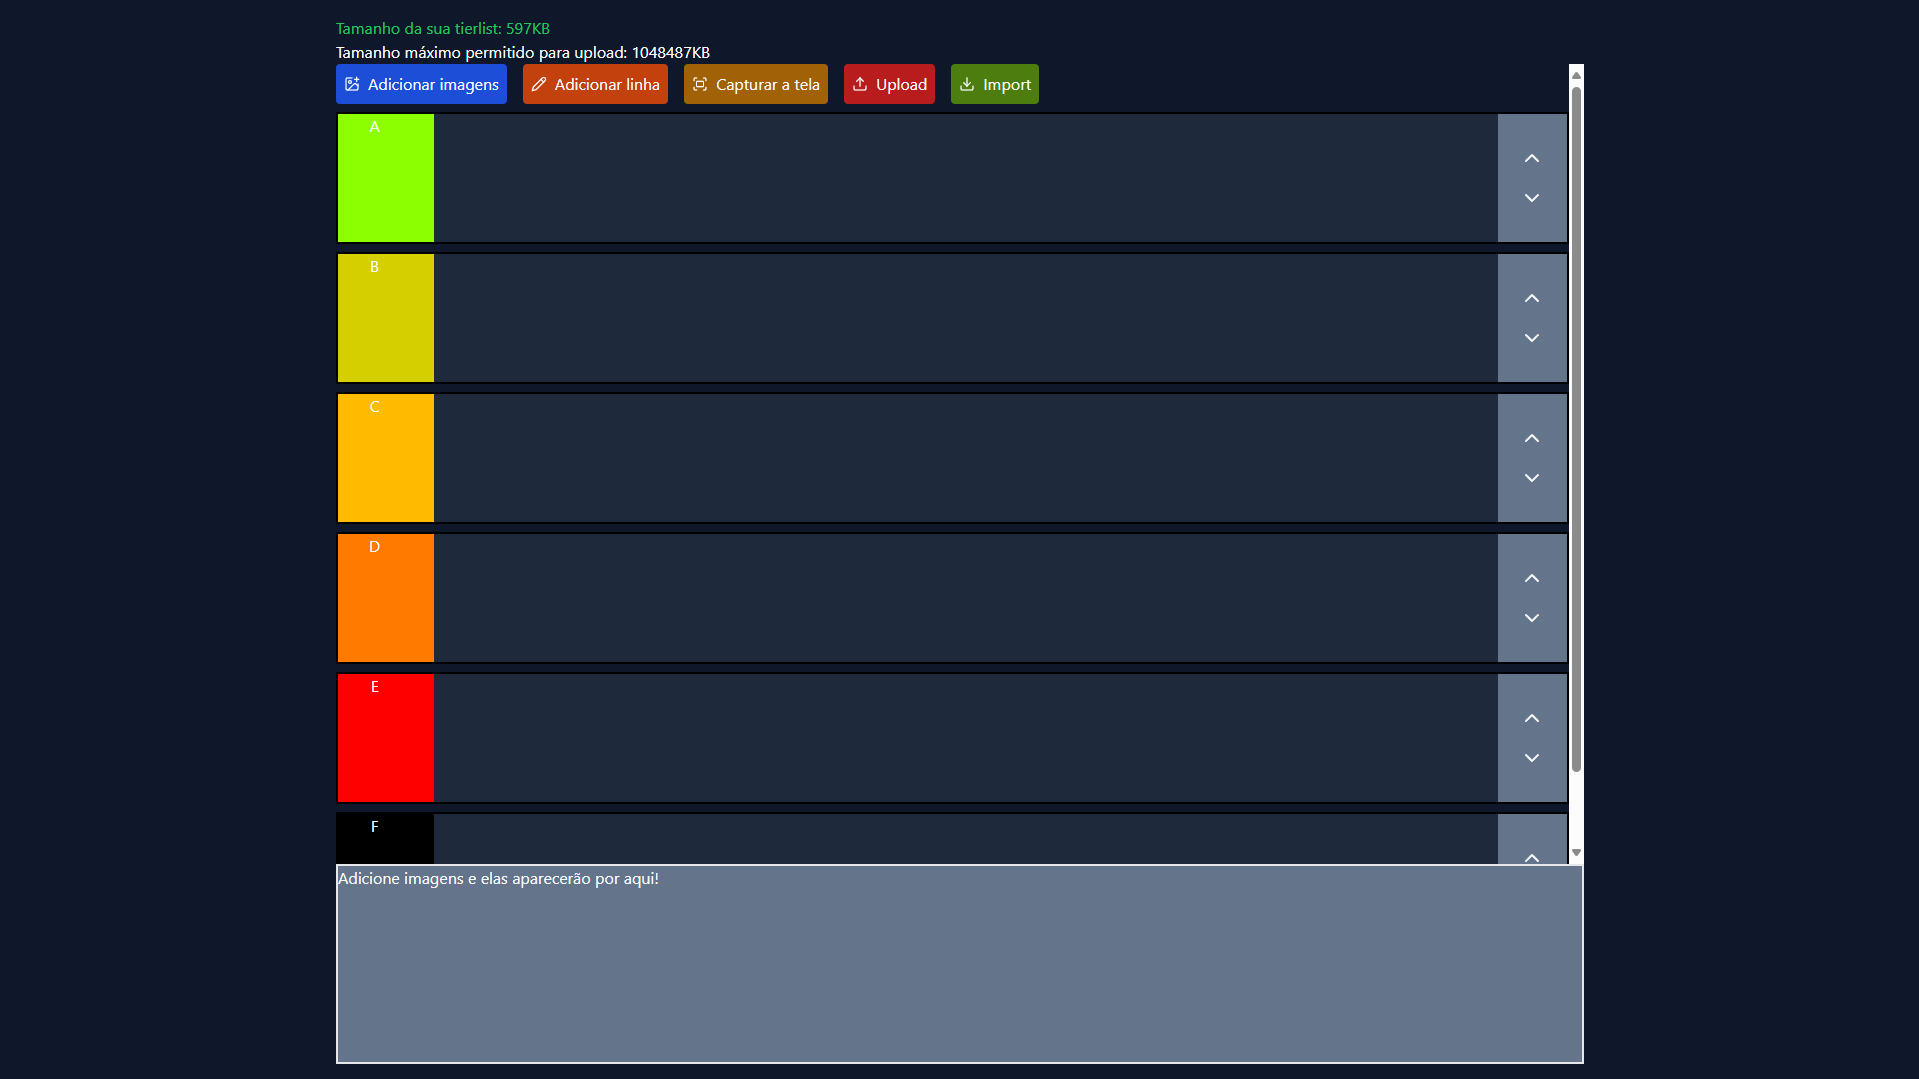 Tamanho da sua tierlist: 597KB
Tamanho máximo permitido para upload: 1048487KB
Adicionar imagens Adicionar linha Capturar a tela Upload Import
A
B
C
D
E
F
Adicione imagens e elas aparecerão por aqui!